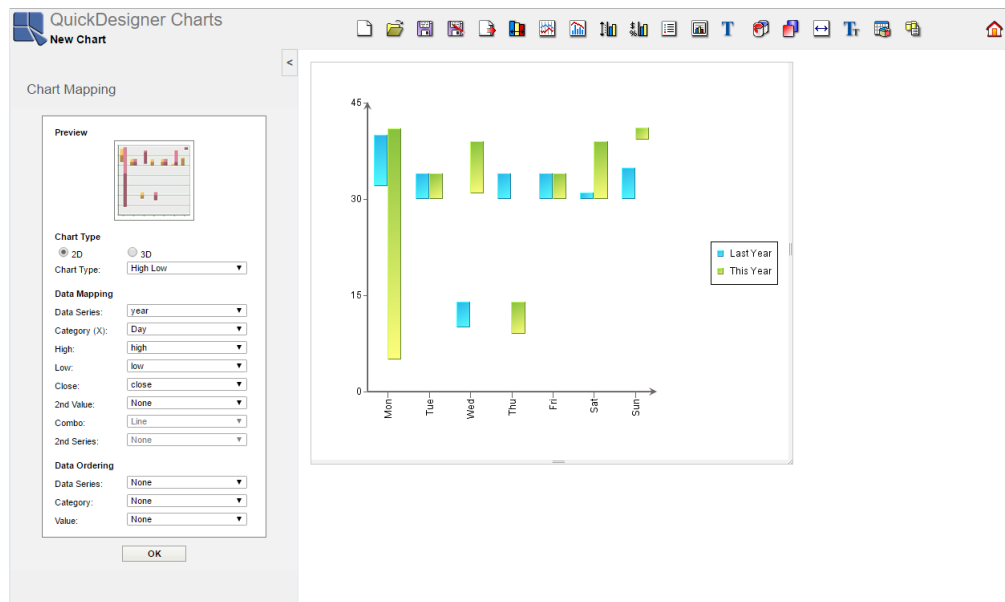 QuickDesigner Charts
New Chart
<
Chart Mapping
Preview
Chart Type
2D 3D
Chart Type: High Low
Data Mapping
Data Series: year
Category (X): Day
High: high
Low: low
Close: close
2nd Value: None
Combo: Line
2nd Series: None
Data Ordering
Data Series: None
Category: None
Value: None
OK
45
30
15
0
Mon Tue Wed Thu Fri Sat Sun
Last Year
This Year